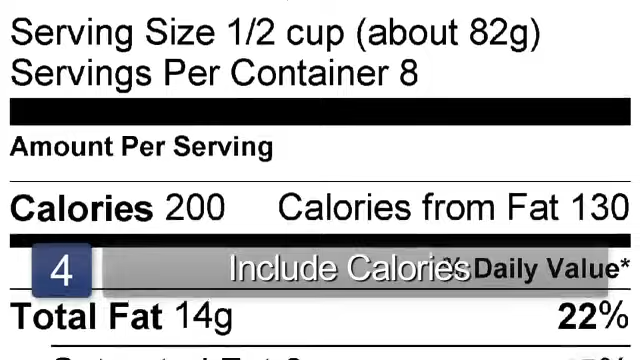 Serving Size 1/2 cup (about 82g)
Servings Per Container 8
Amount Per Serving
Calories 200 Calories from Fat 130
4 Include Calories
% Daily Value*
Total Fat 14g 22%